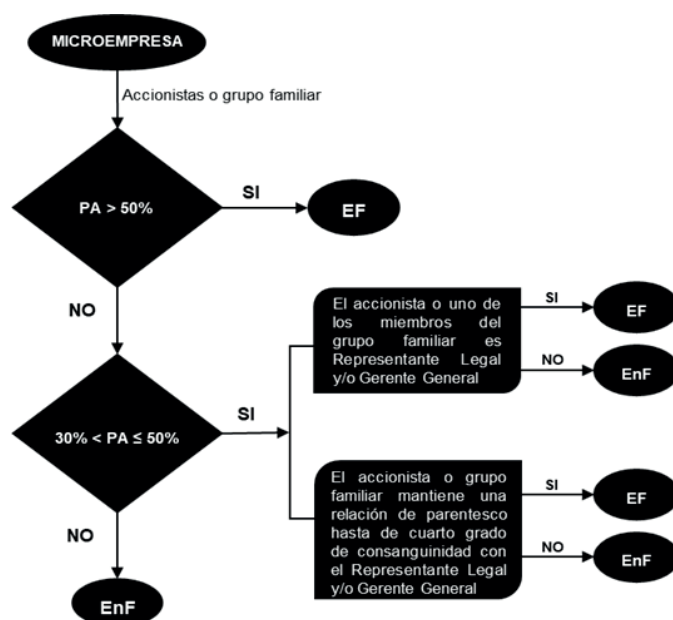 MICROEMPRESA
Accionistas o grupo familiar
PA > 50%
SI
EF
NO
30% < PA ≤ 50%
SI
El accionista o uno de
los miembros del
grupo familiar es
Representante Legal
y/o Gerente General
SI
EF
NO
EnF
El accionista o grupo
familiar mantiene una
relación de parentesco
hasta de cuarto grado
de consanguinidad con
el Representante Legal
y/o Gerente General
SI
EF
NO
EnF
NO
EnF